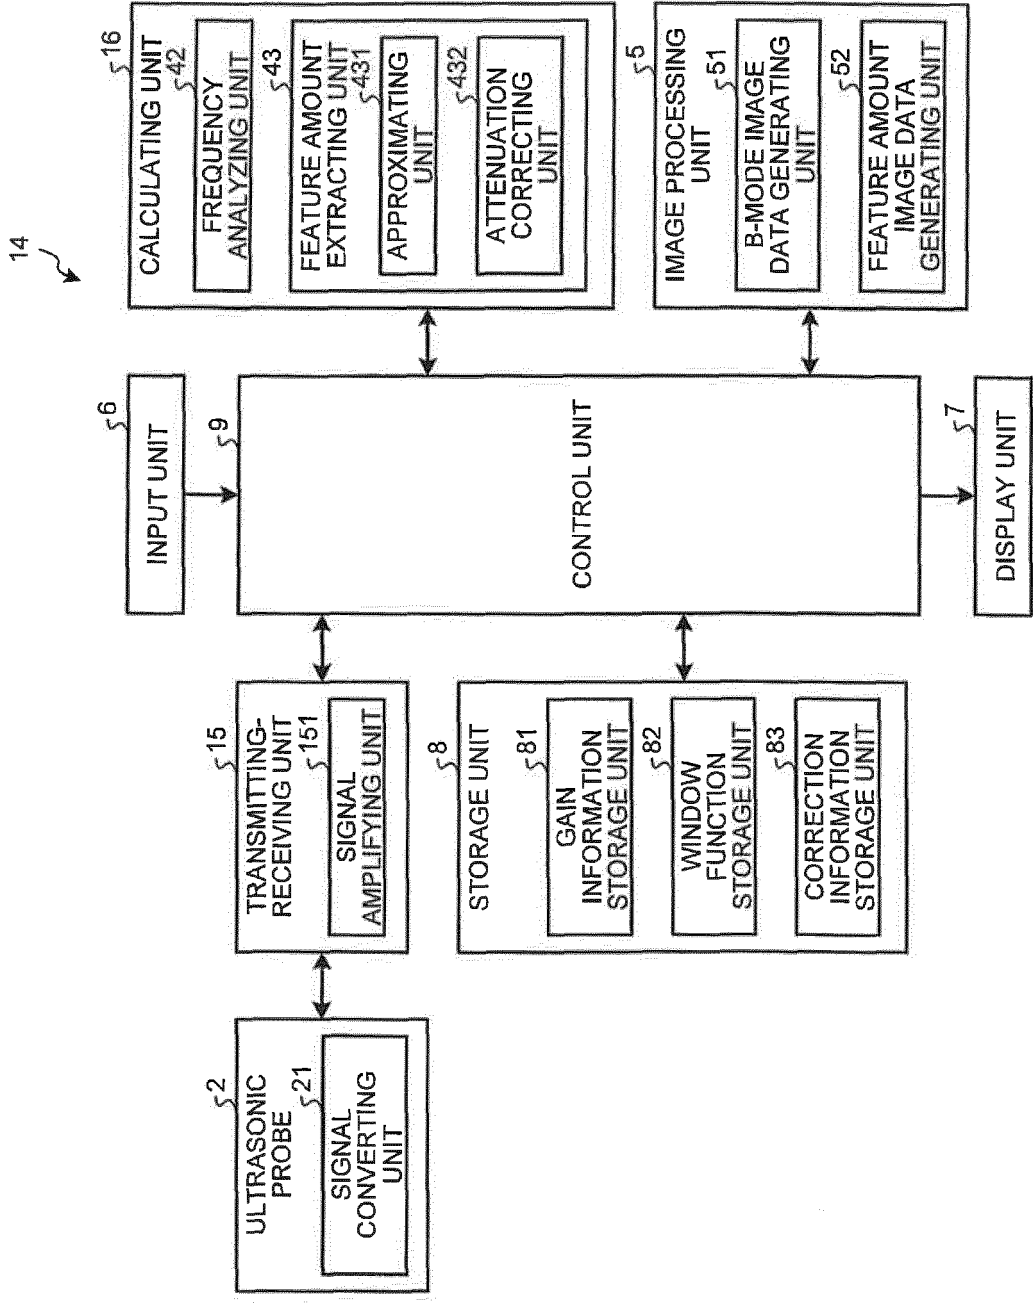 14
ULTRASONIC
PROBE
2
SIGNAL
CONVERTING
UNIT
21
TRANSMITTING-
RECEIVING UNIT
15
SIGNAL
AMPLIFYING UNIT
151
STORAGE UNIT
8
GAIN
INFORMATION
STORAGE UNIT
81
WINDOW
FUNCTION
STORAGE UNIT
82
CORRECTION
INFORMATION
STORAGE UNIT
83
INPUT UNIT
6
CONTROL UNIT
9
DISPLAY UNIT
7
CALCULATING UNIT
16
FREQUENCY
ANALYZING UNIT
42
FEATURE AMOUNT
EXTRACTING UNIT
43
APPROXIMATING
UNIT
431
ATTENUATION
CORRECTING
UNIT
432
IMAGE PROCESSING
UNIT
5
B-MODE IMAGE
DATA GENERATING
UNIT
51
FEATURE AMOUNT
IMAGE DATA
GENERATING UNIT
52